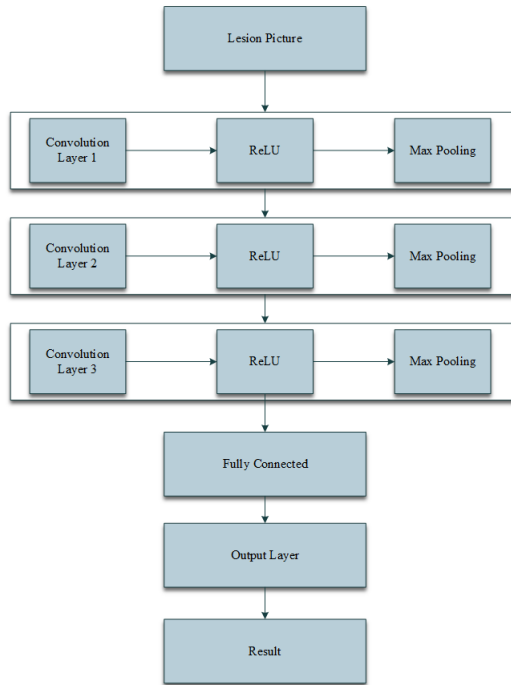 Lesion Picture
Convolution
Layer 1
ReLU
Max Pooling
Convolution
Layer 2
ReLU
Max Pooling
Convolution
Layer 3
ReLU
Max Pooling
Fully Connected
Output Layer
Result